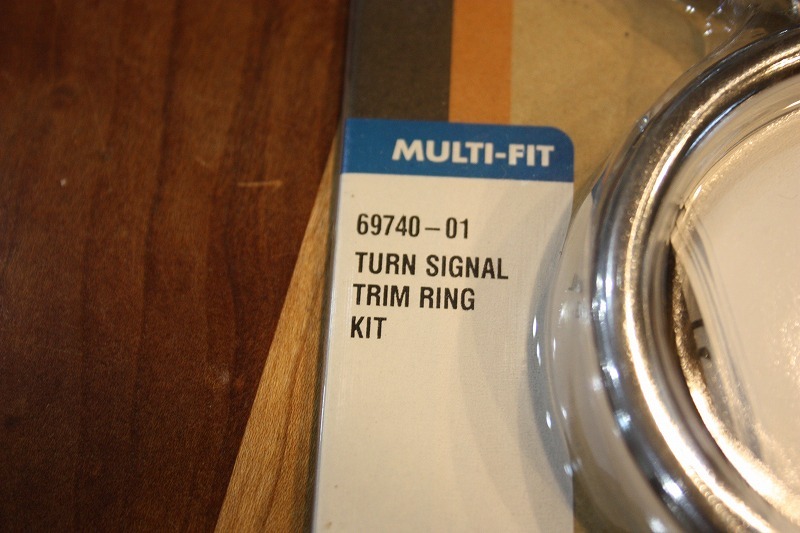 MULTI-FIT
69740-01
TURN SIGNAL
TRIM RING
KIT